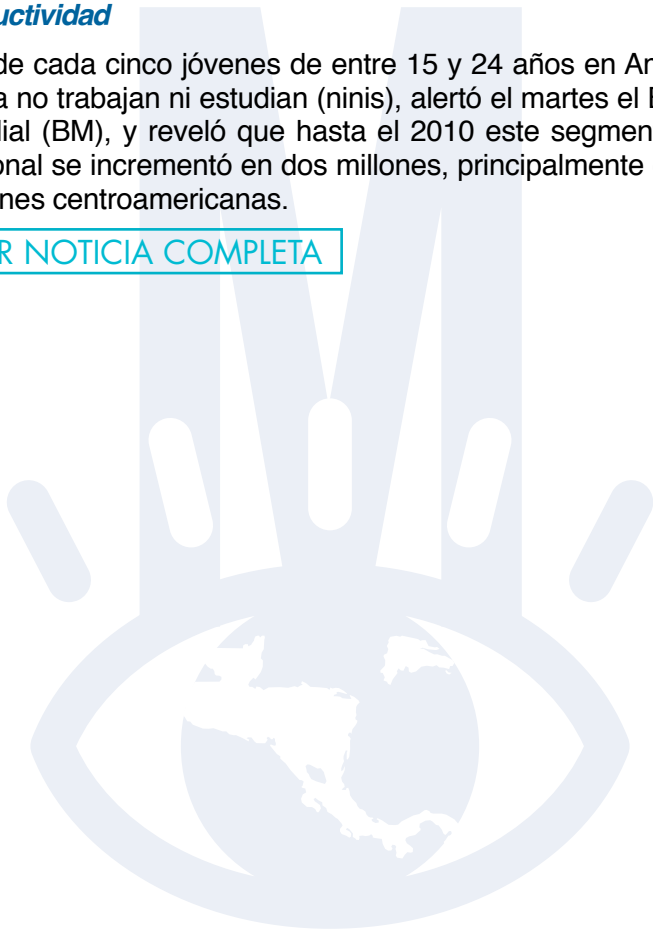 uctividad
de cada cinco jóvenes de entre 15 y 24 años en Am
a no trabajan ni estudian (ninis), alertó el martes el B
dial (BM), y reveló que hasta el 2010 este segmen
onal se incrementó en dos millones, principalmente
nes centroamericanas.
R NOTICIA COMPLETA